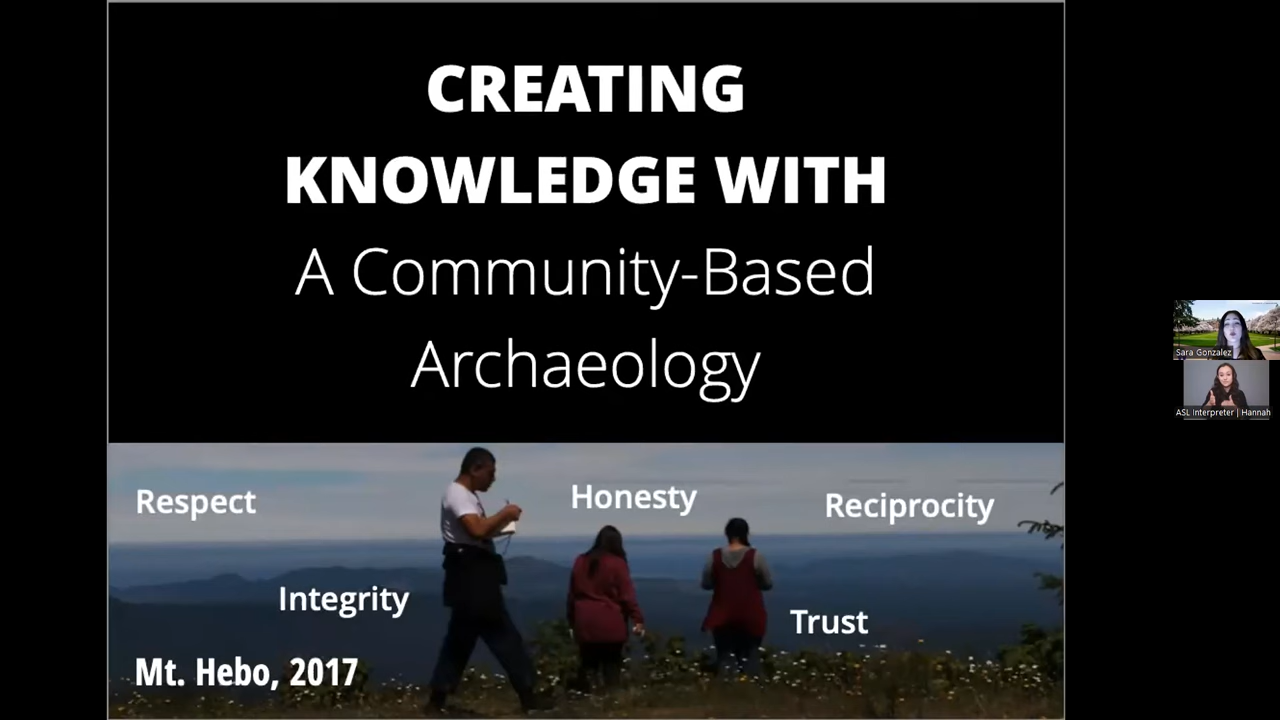 CREATING
KNOWLEDGE WITH
A Community-Based
Archaeology
Respect
Honesty
Reciprocity
Integrity
Trust
Mt. Hebo, 2017
Sara Gonzalez
ASL Interpreter | Hannah